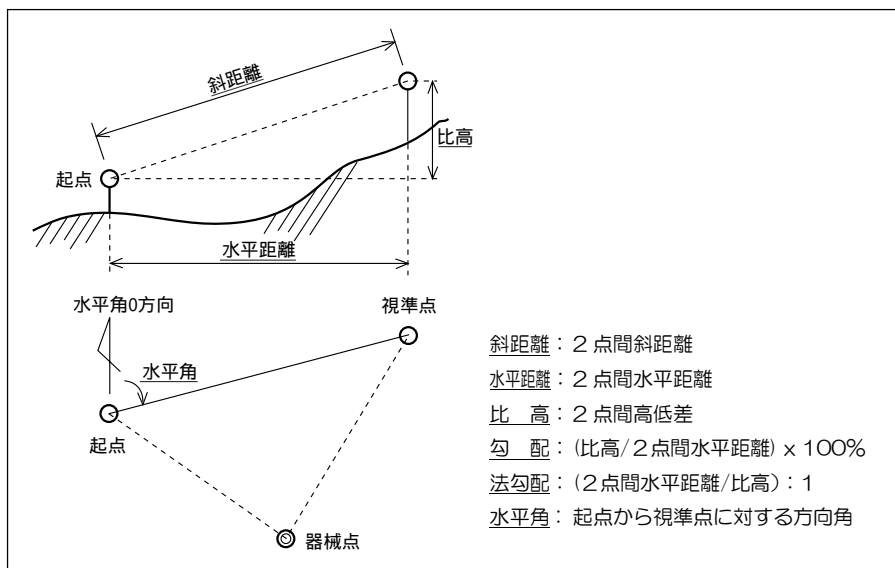 斜距離
比高
起点
水平距離
水平角0方向
視準点
水平角
起点
器械点
斜距離：２点間斜距離
水平距離：２点間水平距離
比　高：２点間高低差
勾　配：(比高/２点間水平距離) x 100%
法勾配：(２点間水平距離/比高)：1
水平角：起点から視準点に対する方向角